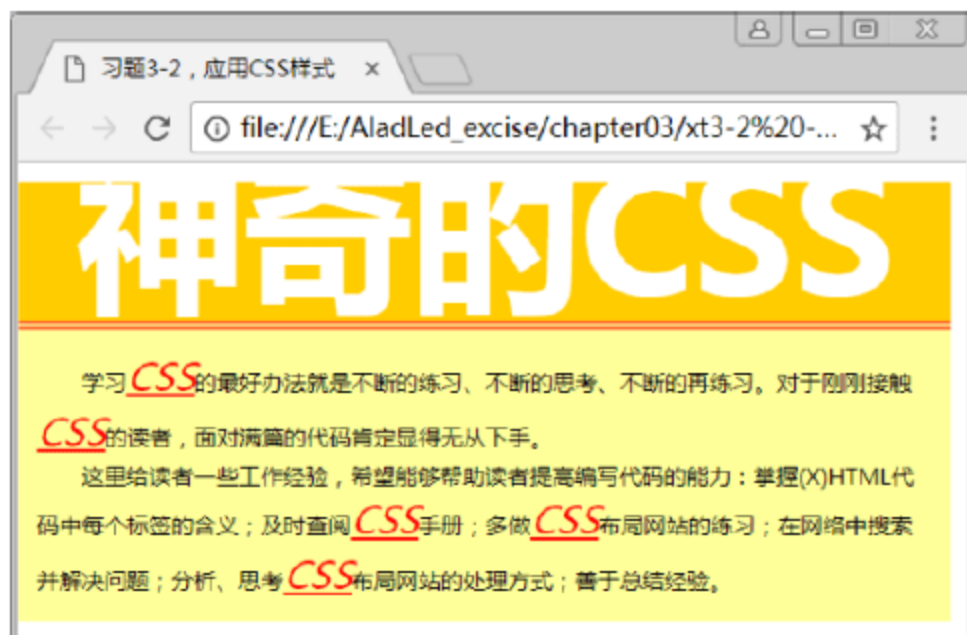 习题3-2，应用CSS样式
file:///E:/AladLed_excise/chapter03/xt3-2%20-...
神奇的CSS
学习CSS的最好办法就是不断的练习、不断的思考、不断的再练习。对于刚刚接触
CSS的读者，面对满篇的代码肯定显得无从下手。
这里给读者一些工作经验，希望能够帮助读者提高编写代码的能力：掌握(X)HTML代
码中每个标签的含义；及时查阅CSS手册；多做CSS布局网站的练习；在网络中搜索
并解决问题；分析、思考CSS布局网站的处理方式；善于总结经验。